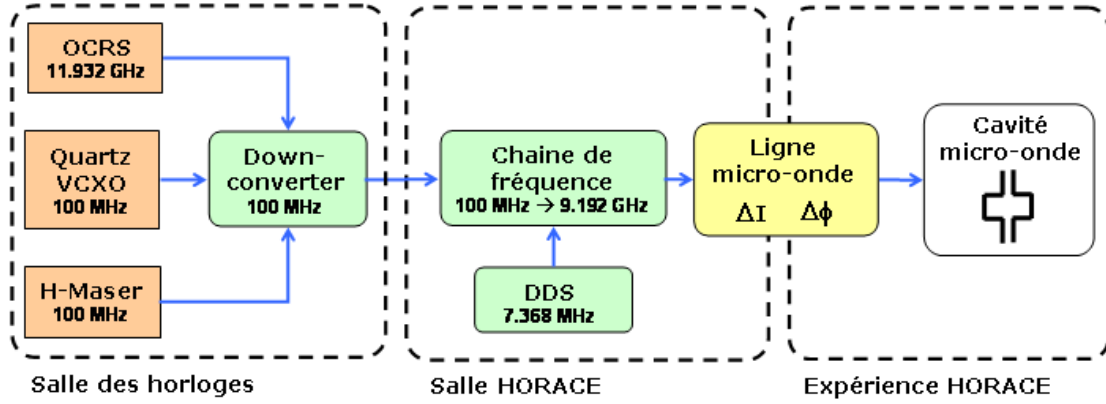 OCRS
11.932 GHz
Quartz
VCXO
100 MHz
H-Maser
100 MHz
Down-
converter
100 MHz
Chaine de
fréquence
100 MHz → 9.192 GHz
DDS
7.368 MHz
Ligne
micro-onde
ΔI Δϕ
Cavité
micro-onde
Salle des horloges
Salle HORACE
Expérience HORACE